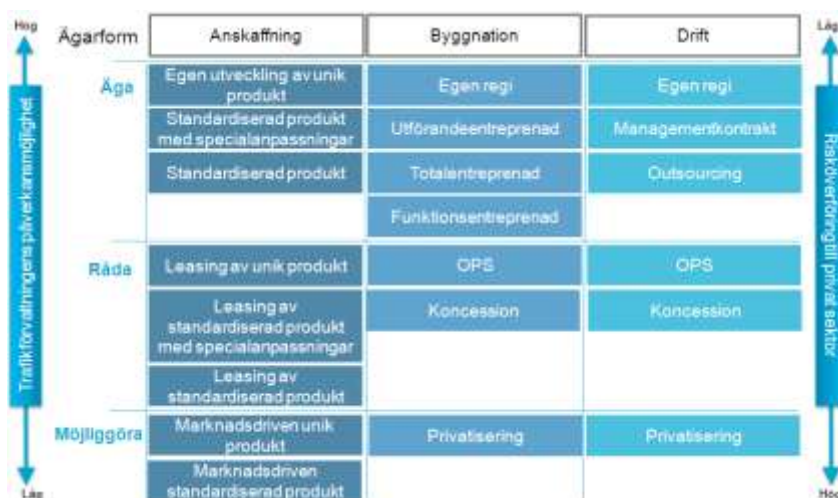 Hög
Låg
Ägarform
Anskaffning
Byggnation
Drift
Trafikförvaltningens påverkansmöjlighet
Risköverföring till privat sektor
Äga
Egen utveckling av unik
produkt
Egen regi
Egen regi
Standardiserad produkt
med specialanpassningar
Utförandeentreprenad
Managementkontrakt
Standardiserad produkt
Totalentreprenad
Outsourcing
Funktionsentreprenad
Råda
Leasing av unik produkt
OPS
OPS
Leasing av
standardiserad produkt
med specialanpassningar
Koncession
Koncession
Leasing av
standardiserad produkt
Möjliggöra
Marknadsdriven unik
produkt
Privatisering
Privatisering
Marknadsdriven
standardiserad produkt
Låg
Hög